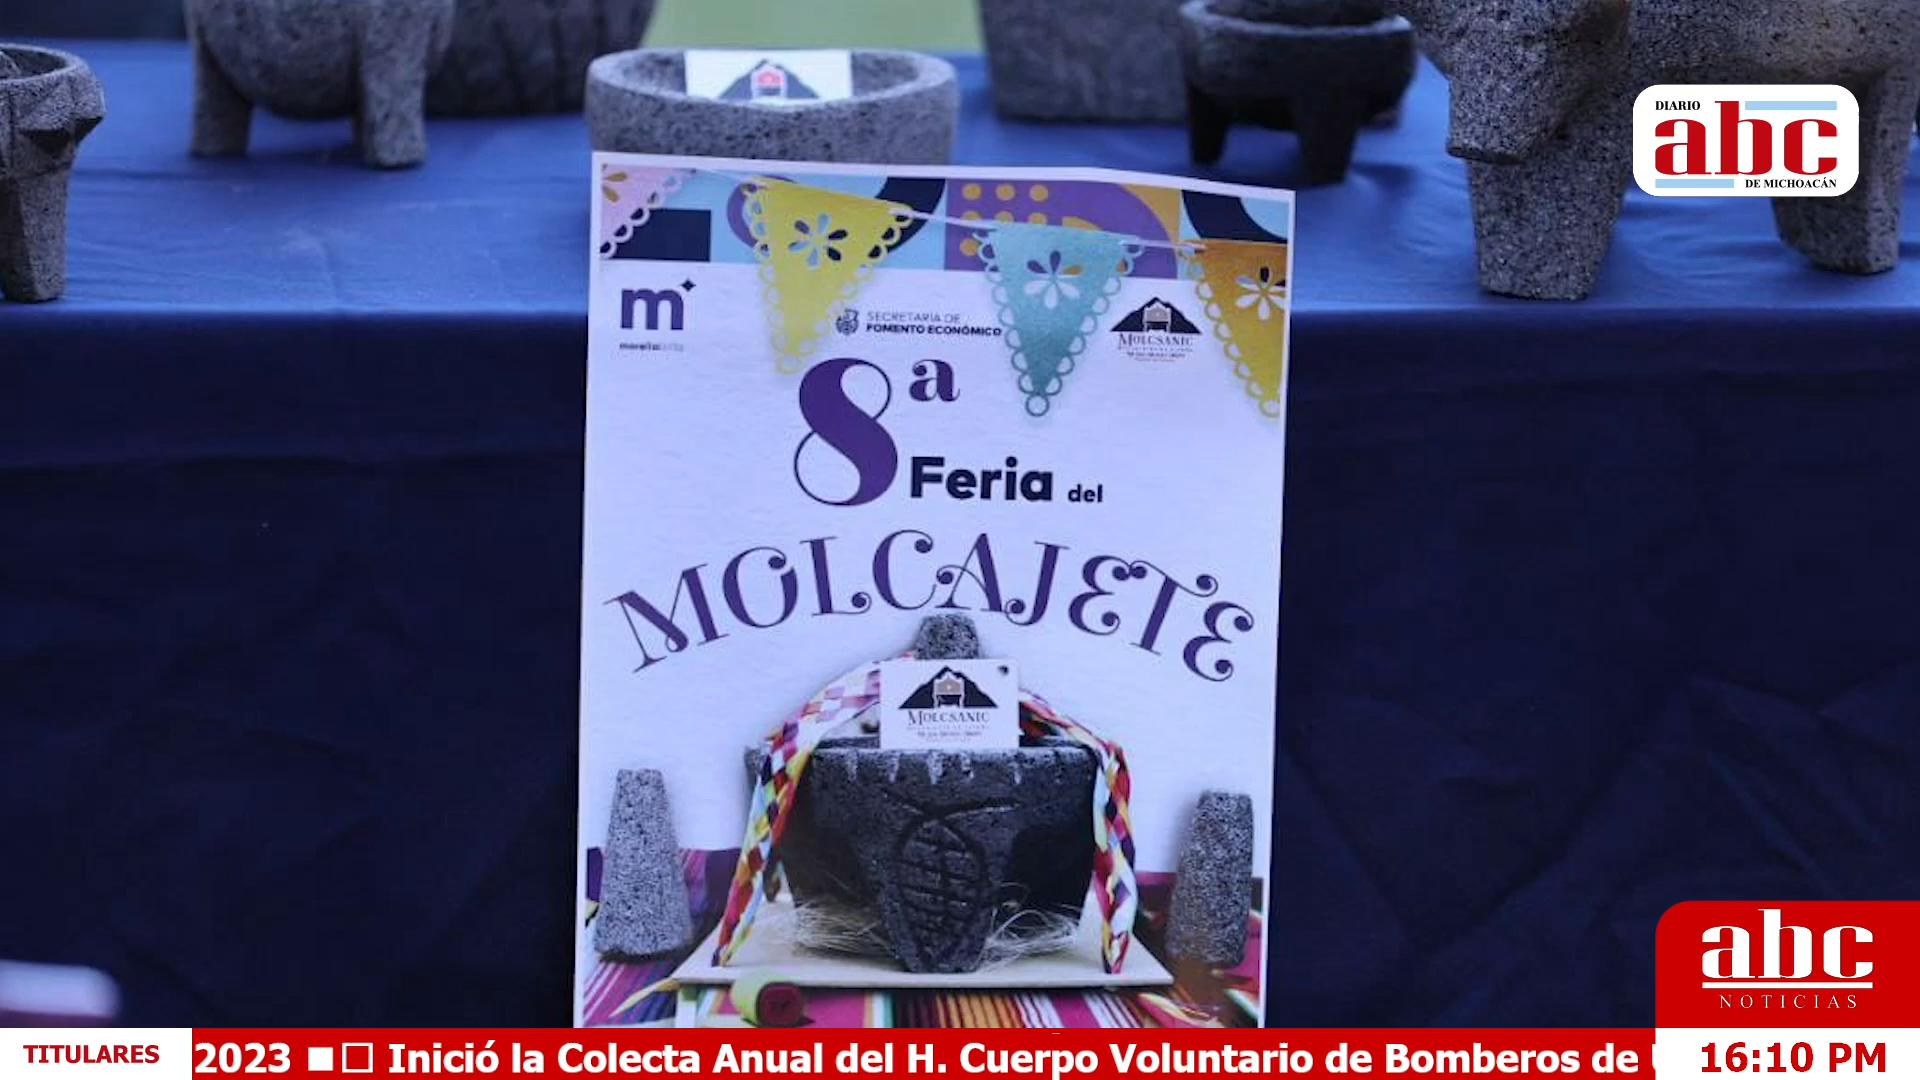 DIARIO
abc
DE MICHOACÁN
m
SECRETARÍA DE
FOMENTO ECONÓMICO
MOLCSANIC
8a
Feria del
MOLCAJETE
MOLCSANIC
abc
NOTICIAS
TITULARES
2023 ■□ Inició la Colecta Anual del H. Cuerpo Voluntario de Bomberos de
16:10 PM